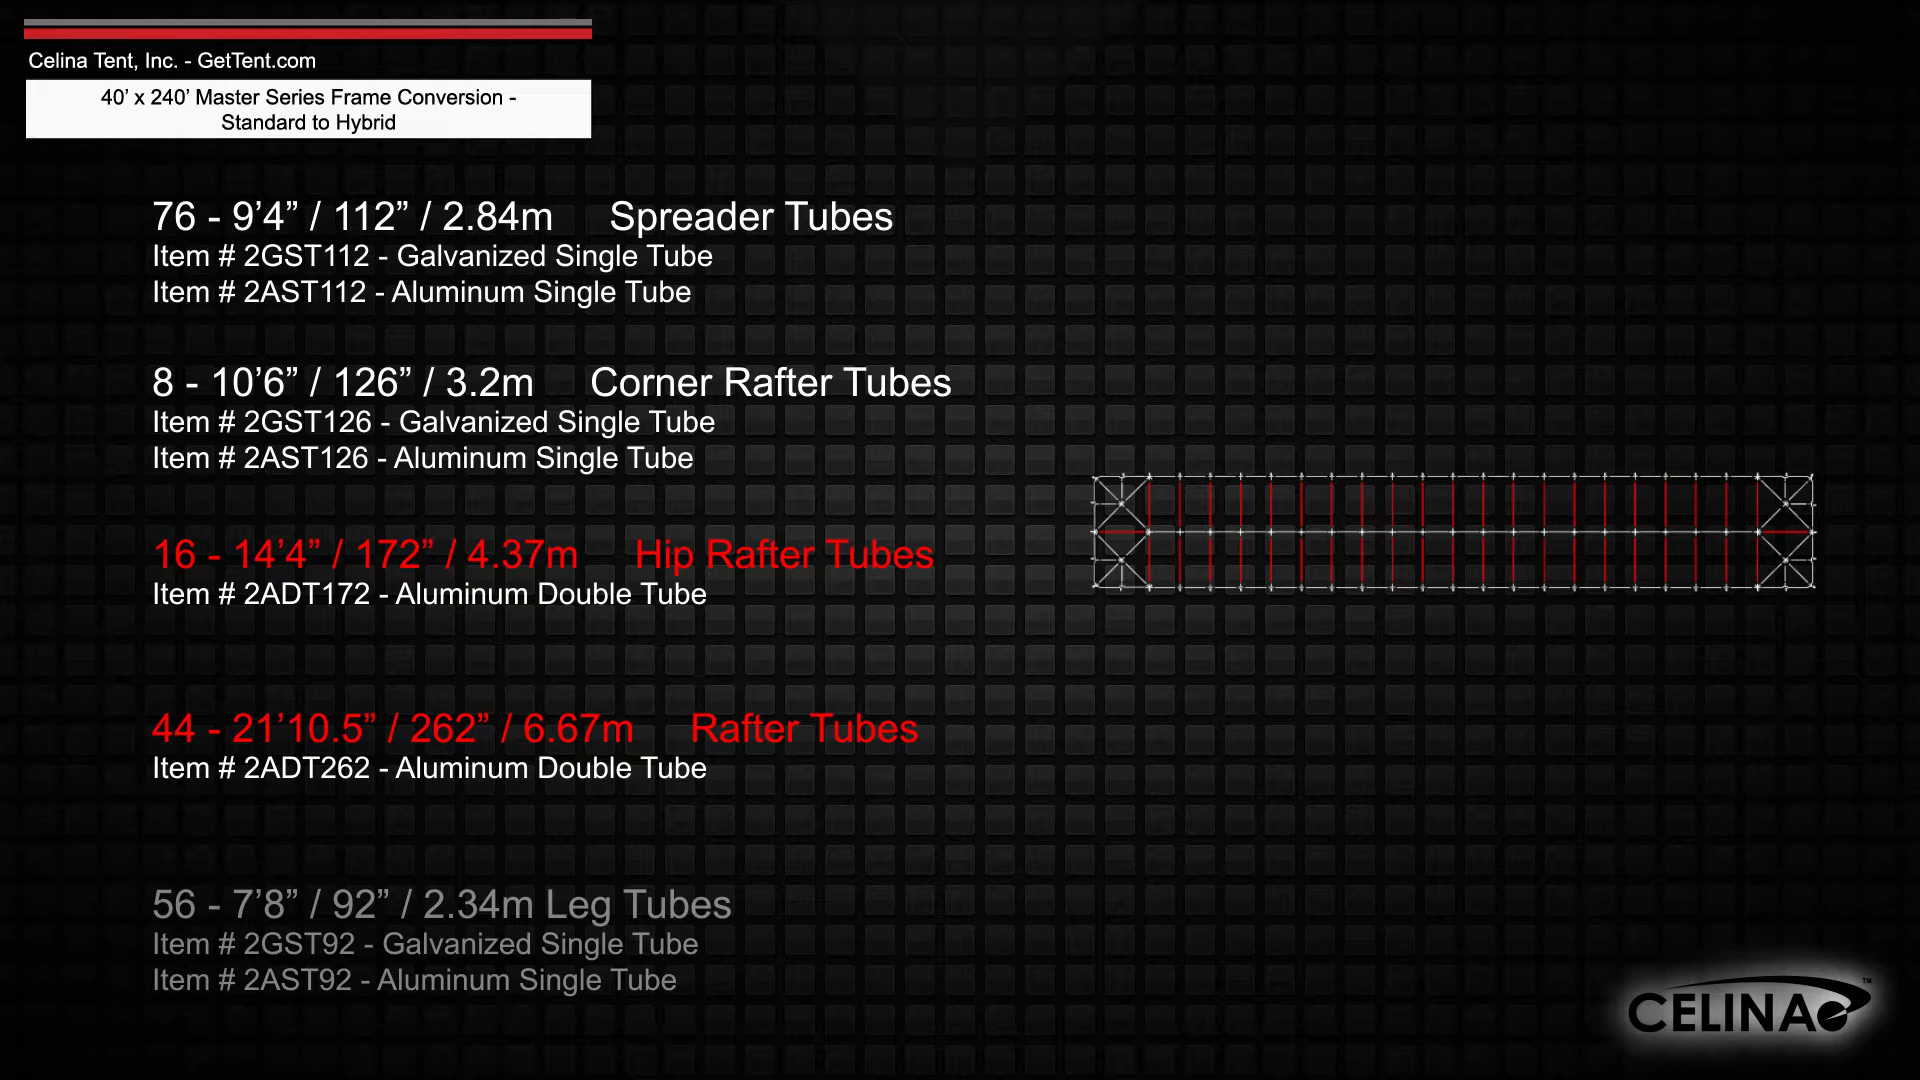 Celina Tent, Inc. - GetTent.com
40’ x 240’ Master Series Frame Conversion -
Standard to Hybrid
76 - 9’4” / 112” / 2.84m Spreader Tubes
Item # 2GST112 - Galvanized Single Tube
Item # 2AST112 - Aluminum Single Tube
8 - 10’6” / 126” / 3.2m Corner Rafter Tubes
Item # 2GST126 - Galvanized Single Tube
Item # 2AST126 - Aluminum Single Tube
16 - 14’4” / 172” / 4.37m Hip Rafter Tubes
Item # 2ADT172 - Aluminum Double Tube
44 - 21’10.5” / 262” / 6.67m Rafter Tubes
Item # 2ADT262 - Aluminum Double Tube
56 - 7’8” / 92” / 2.34m Leg Tubes
Item # 2GST92 - Galvanized Single Tube
Item # 2AST92 - Aluminum Single Tube
CELINA™